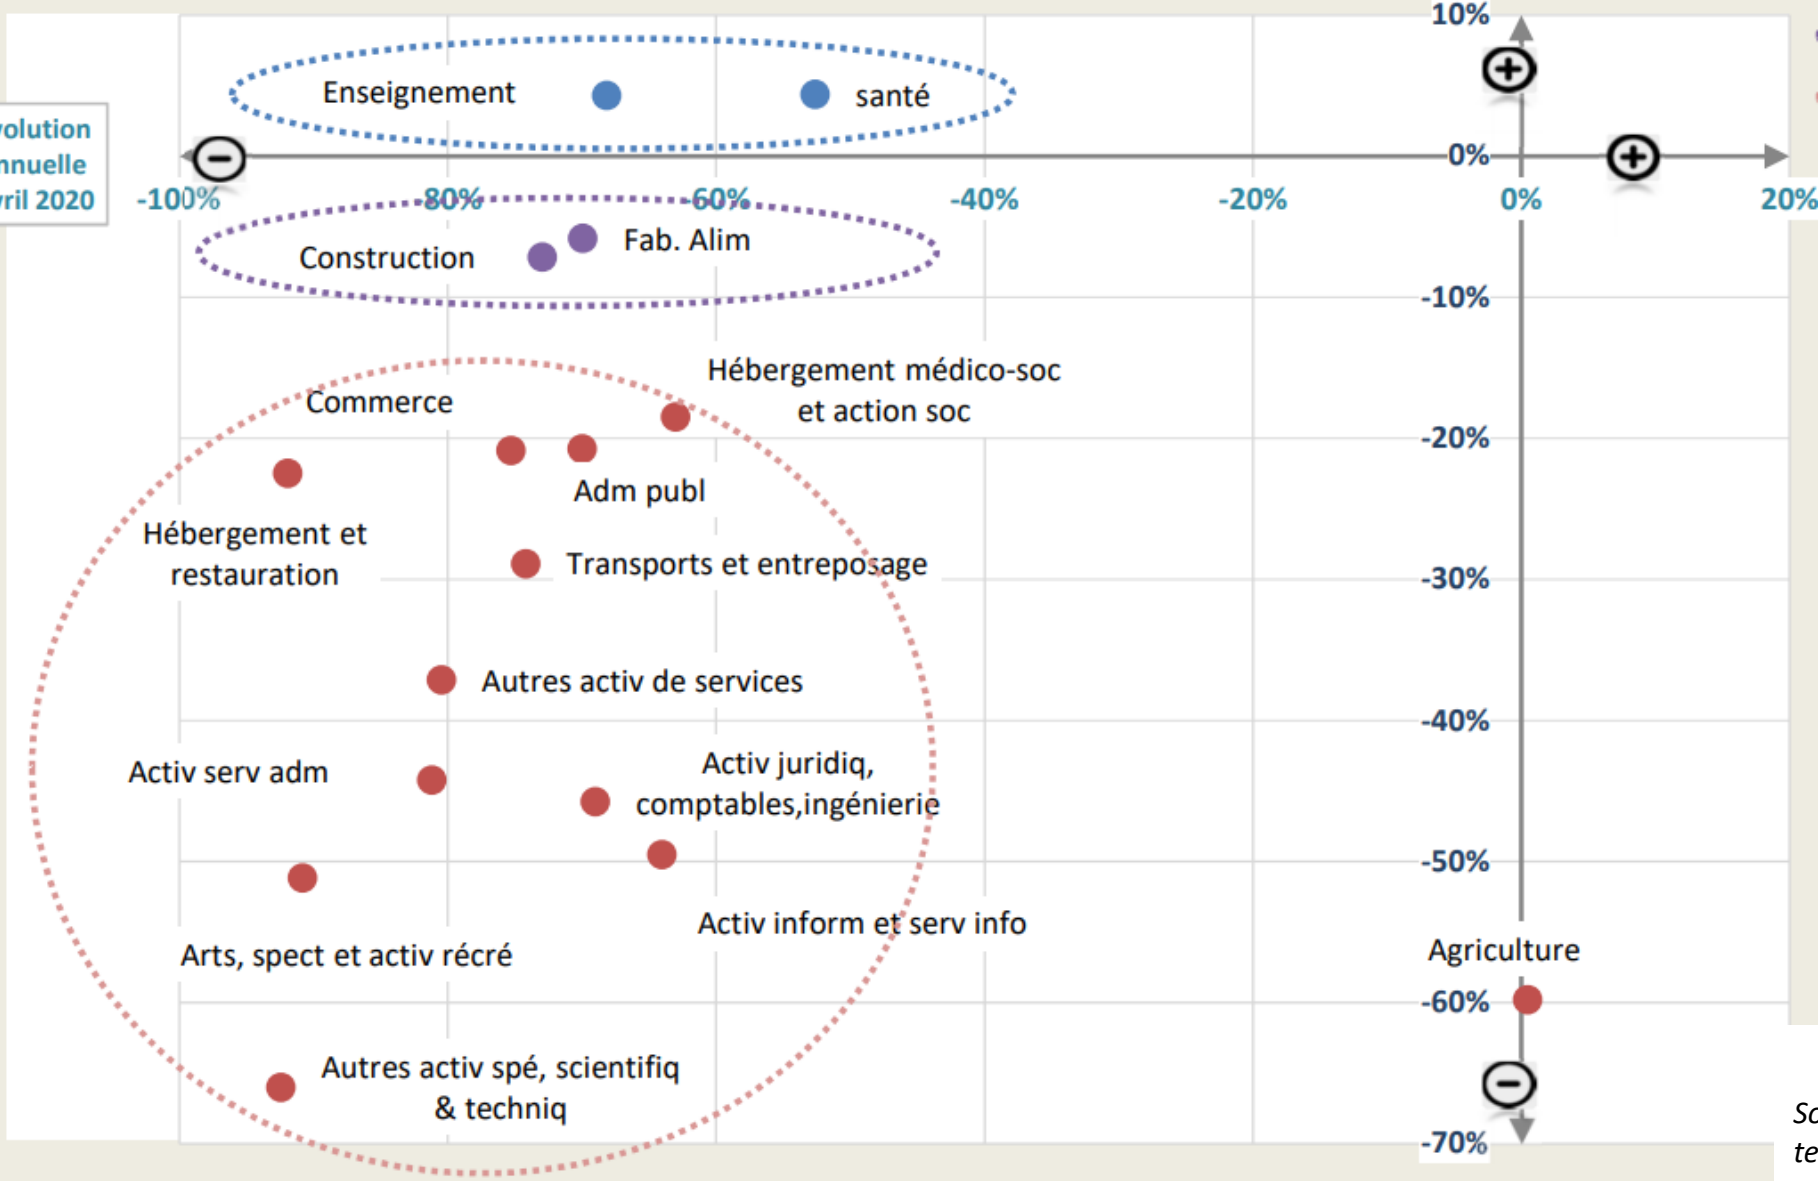 10%
Enseignement
santé
volution
nnuelle
vril 2020
0%
-100%
-80%
-60%
-40%
-20%
0%
20%
Construction
Fab. Alim
-10%
Hébergement médico-soc
et action soc
Commerce
-20%
Adm publ
Hébergement et
restauration
Transports et entreposage
-30%
Autres activ de services
-40%
Activ serv adm
Activ juridiq,
comptables,ingénierie
-50%
Activ inform et serv info
Arts, spect et activ récré
Agriculture
-60%
Autres activ spé, scientifiq
& techniq
-70%
So
te